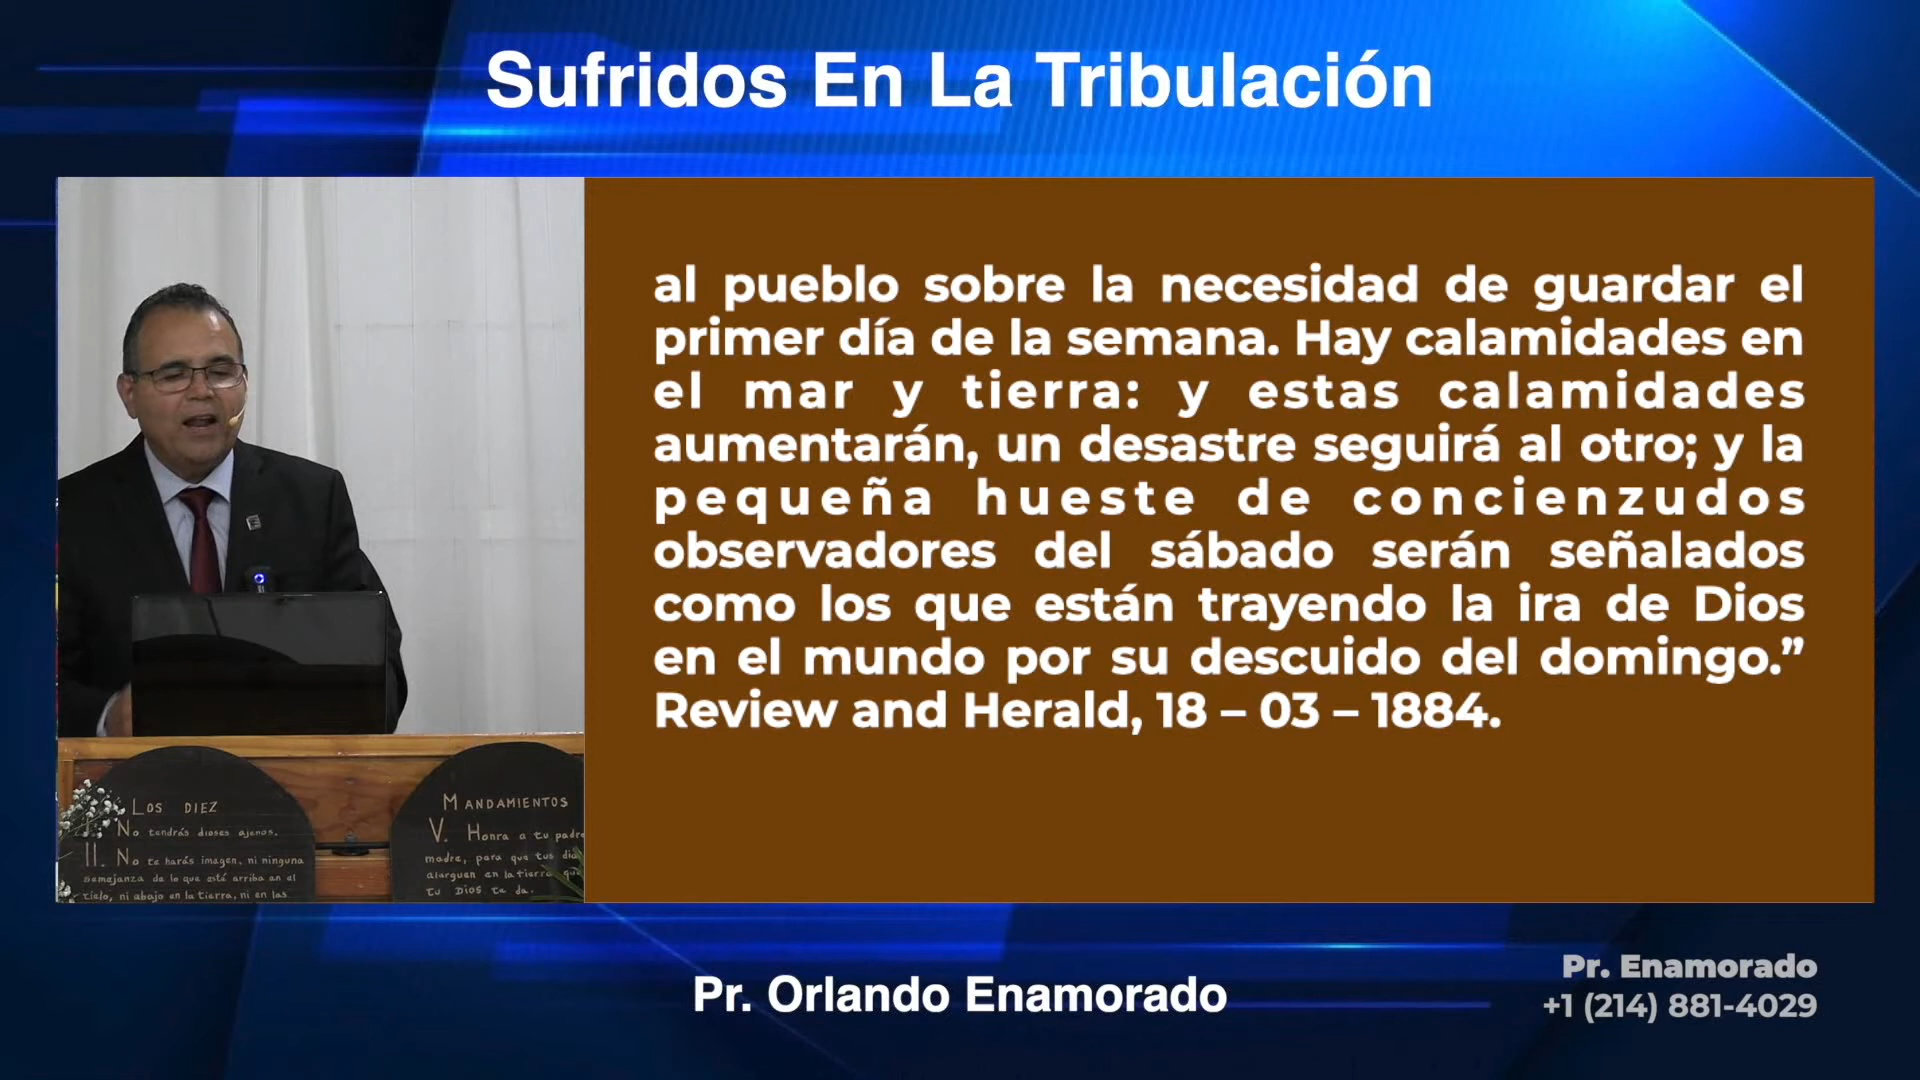 Sufridos En La Tribulación
al pueblo sobre la necesidad de guardar el
primer día de la semana. Hay calamidades en
el mar y tierra: y estas calamidades
aumentarán, un desastre seguirá al otro; y la
pequeña hueste de concienzudos
observadores del sábado serán señalados
como los que están trayendo la ira de Dios
en el mundo por su descuido del domingo.”
Review and Herald, 18 – 03 – 1884.
LOS DIEZ
I. No tendrás dioses ajenos.
II. No te harás imagen, ni ninguna
semejanza de lo que esté arriba en el
cielo, ni abajo en la tierra, ni en las
MANDAMIENTOS
V. Honra a tu padre
madre, para que tus
alarguen en la tierra que
tu DIOS te da.
Pr. Orlando Enamorado
Pr. Enamorado
+1 (214) 881-4029